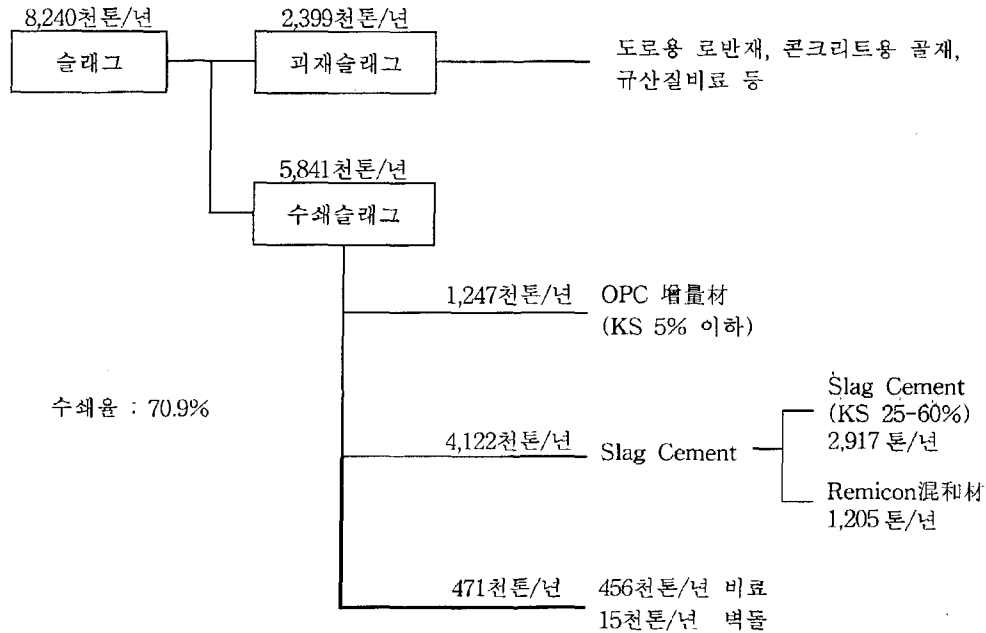 8,240천톤/년
슬래그
2,399천톤/년
괴재슬래그
도로용 로반재, 콘크리트용 골재,
규산질비료 등
5,841천톤/년
수쇄슬래그
1,247천톤/년
OPC 增量材
(KS 5% 이하)
수쇄율 : 70.9%
4,122천톤/년
Slag Cement
Slag Cement
(KS 25-60%)
2,917 톤/년
Remicon混和材
1,205 톤/년
471천톤/년
456천톤/년 비료
15천톤/년 벽돌